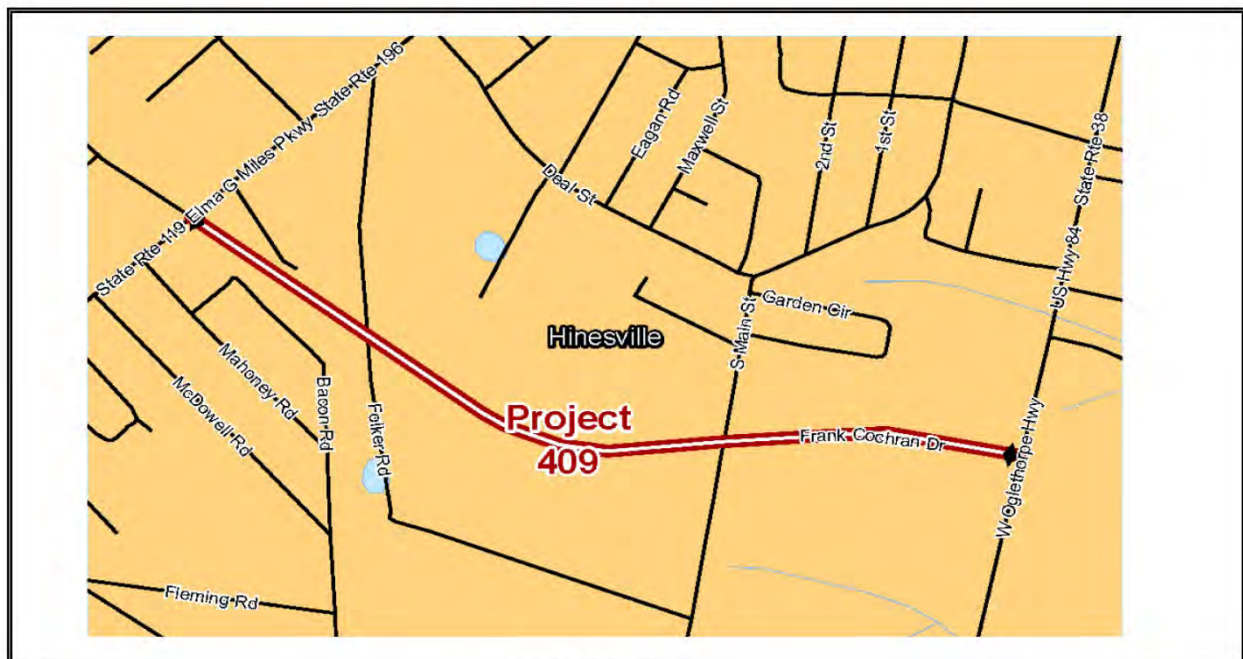 State Rte 119 Elma G Miles Pkwy State Rte 196
Eagan Rd
Maxwell St
2nd St
1st St
State Rte 38
US Hwy 84
Deal St
Garden Cir
Hinesville
S Main St
Mahoney Rd
McDowell Rd
Bacon Rd
Felker Rd
Project
409
Frank Cochran Dr
W Oglethorpe Hwy
Fleming Rd